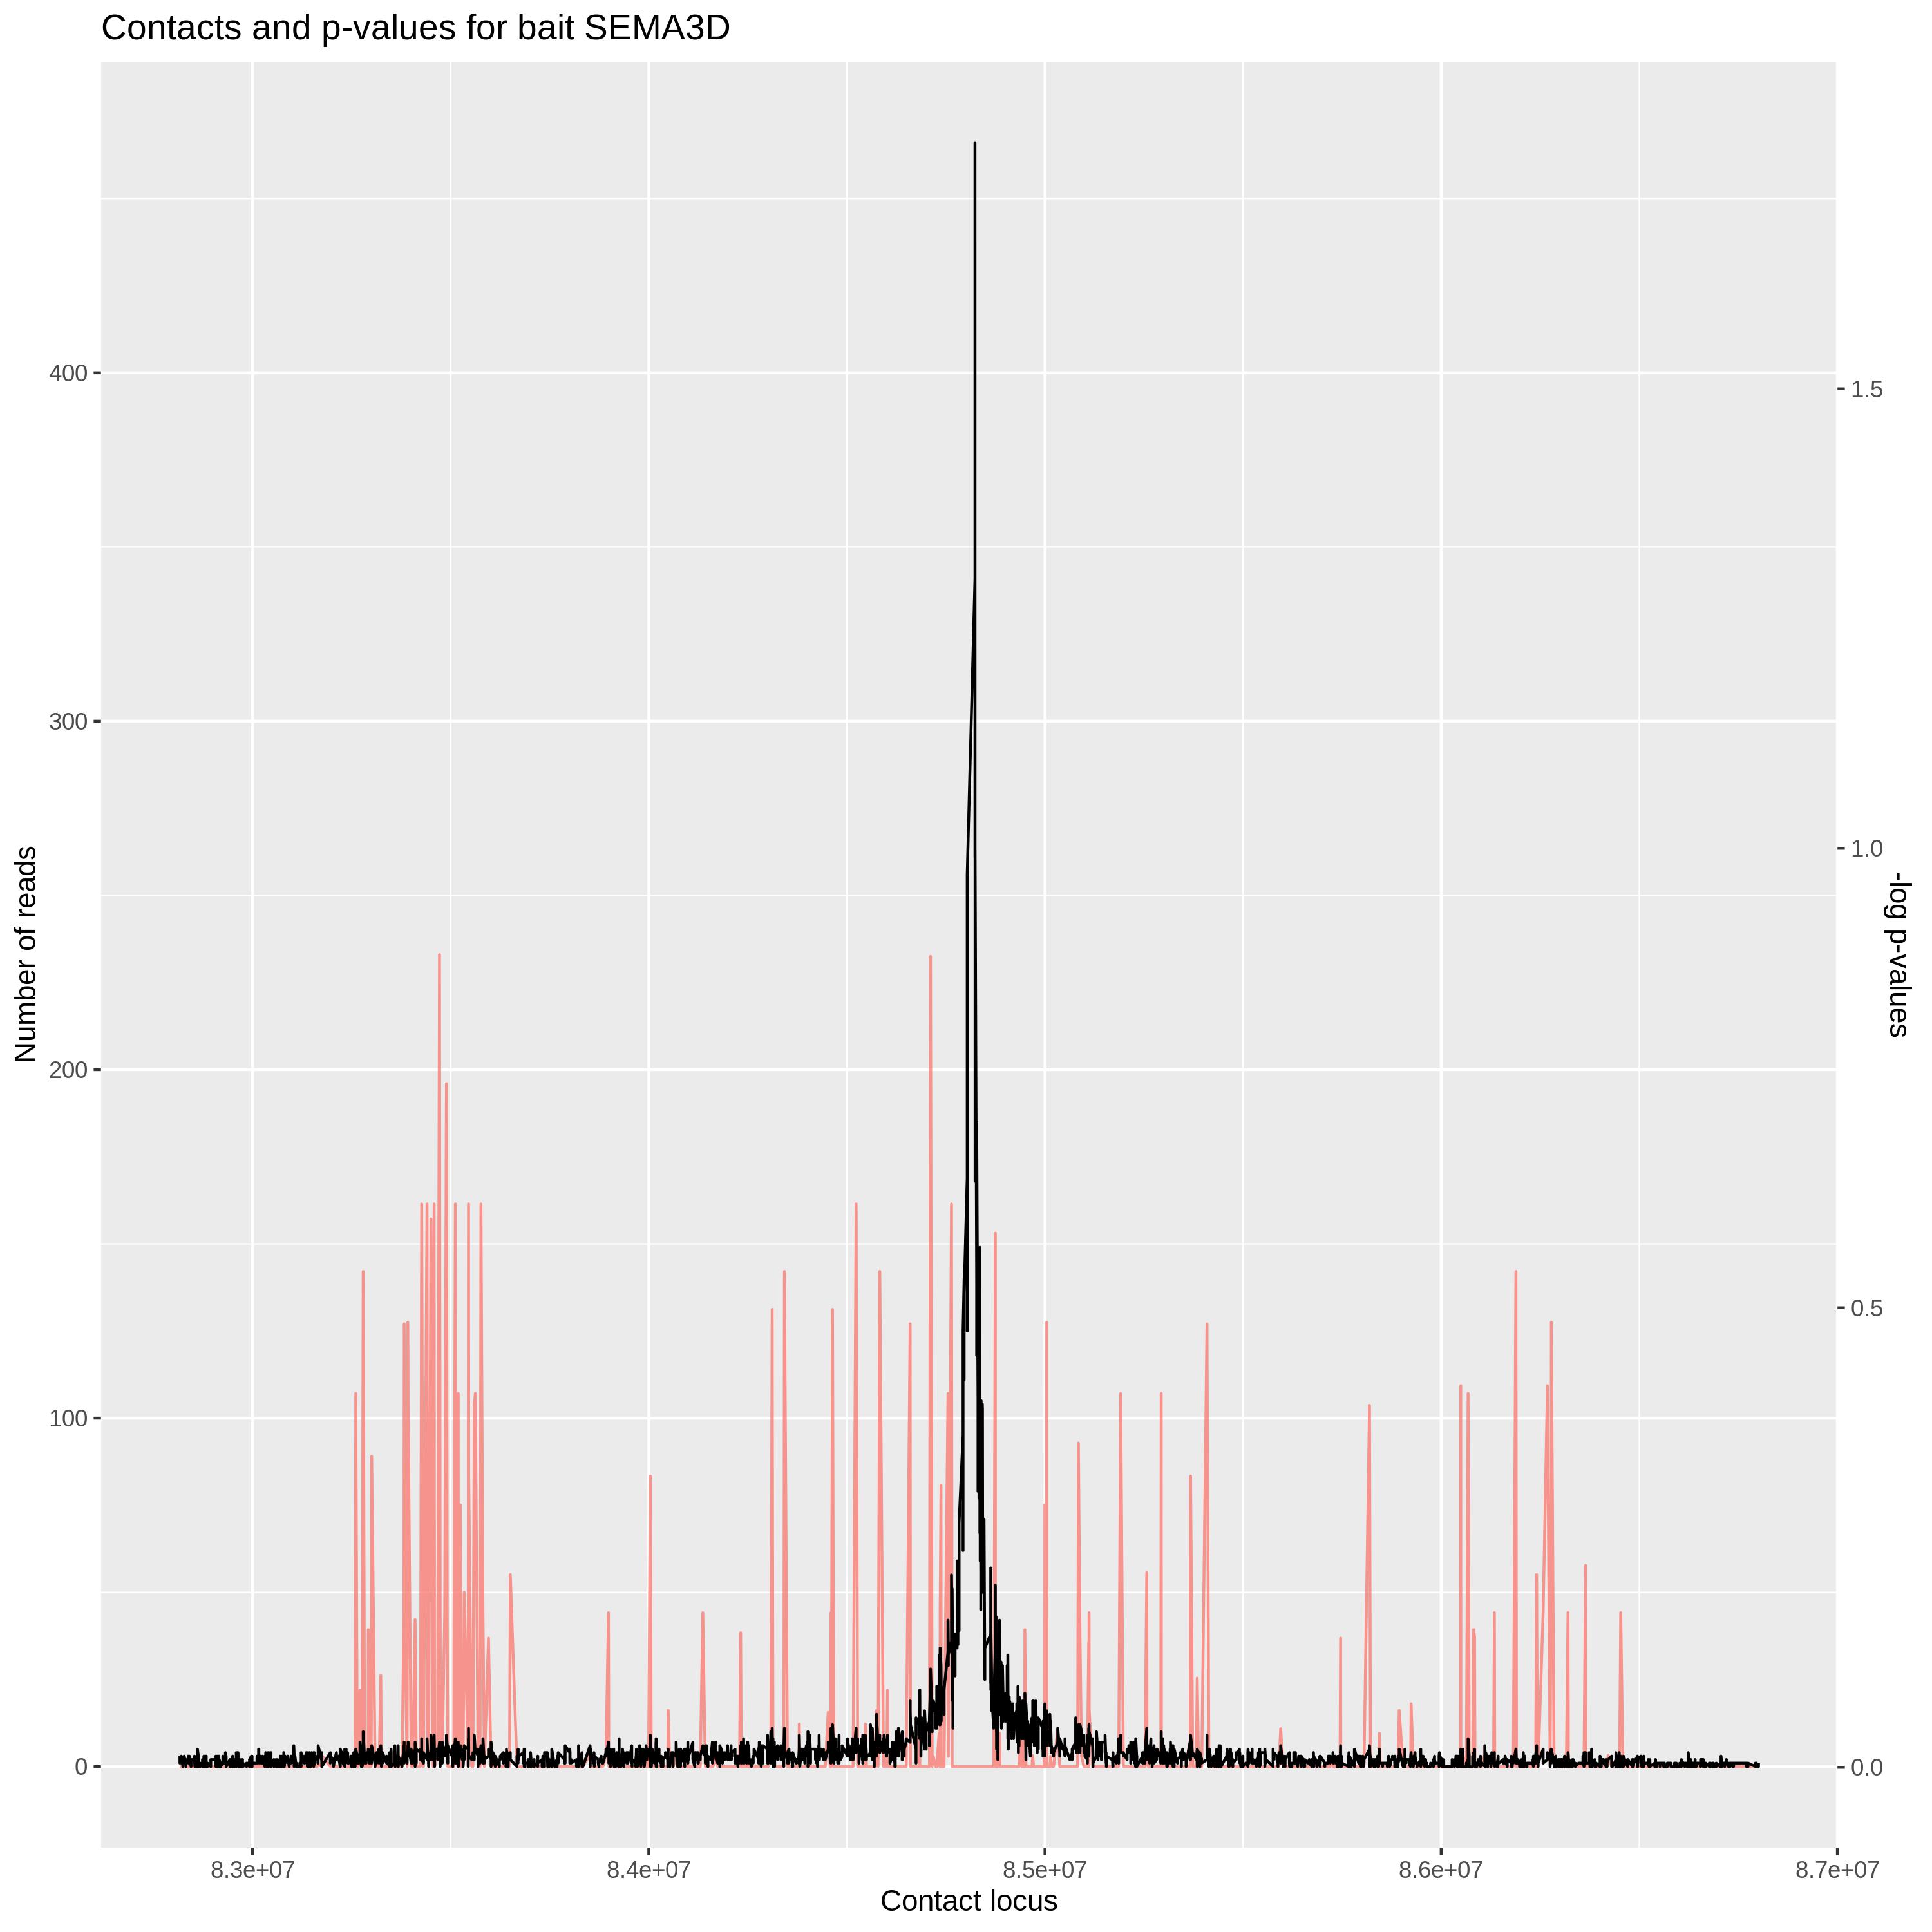 Contacts and p-values for bait SEMA3D
Number of reads
400
300
200
100
0
1.5
1.0
0.5
0.0
-log p-values
8.3e+07
8.4e+07
8.5e+07
8.6e+07
8.7e+07
Contact locus